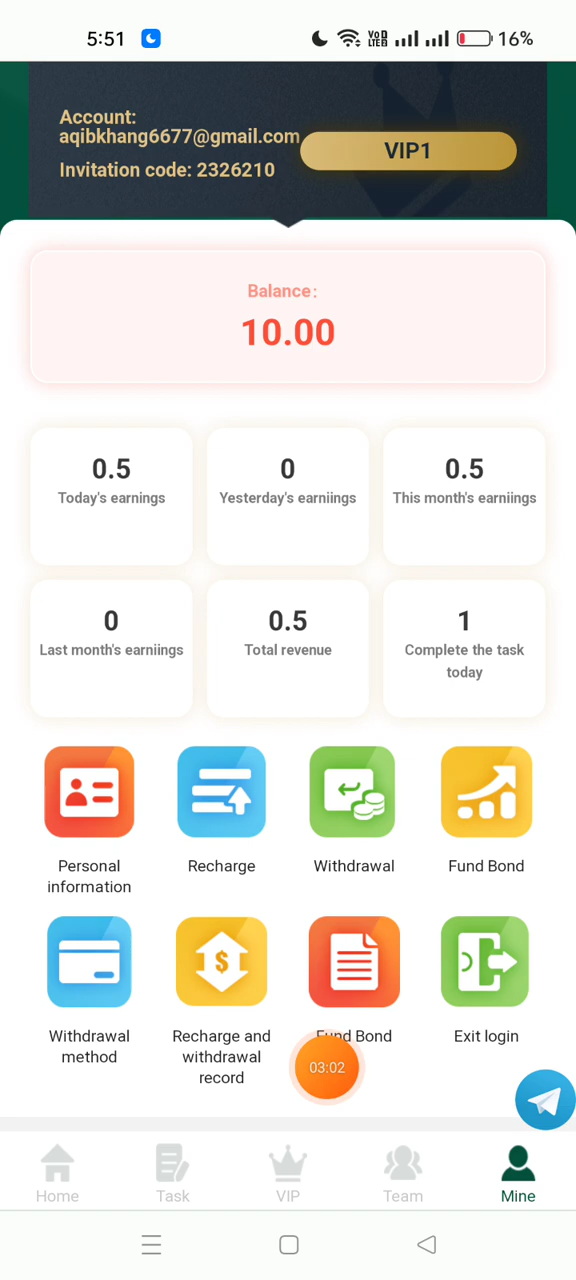 5:51
Vo)) LTE2 16%
Account:
aqibkhang6677@gmail.com
VIP1
Invitation code: 2326210
Balance:
10.00
0.5 0 0.5
Today's earnings Yesterday's earniings This month's earniings
0 0.5 1
Last month's earniings Total revenue Complete the task
today
$
Personal Recharge Withdrawal Fund Bond
information
Withdrawal Recharge and Fund Bond Exit login
method withdrawal
record
03:02
Home Task VIP Team Mine